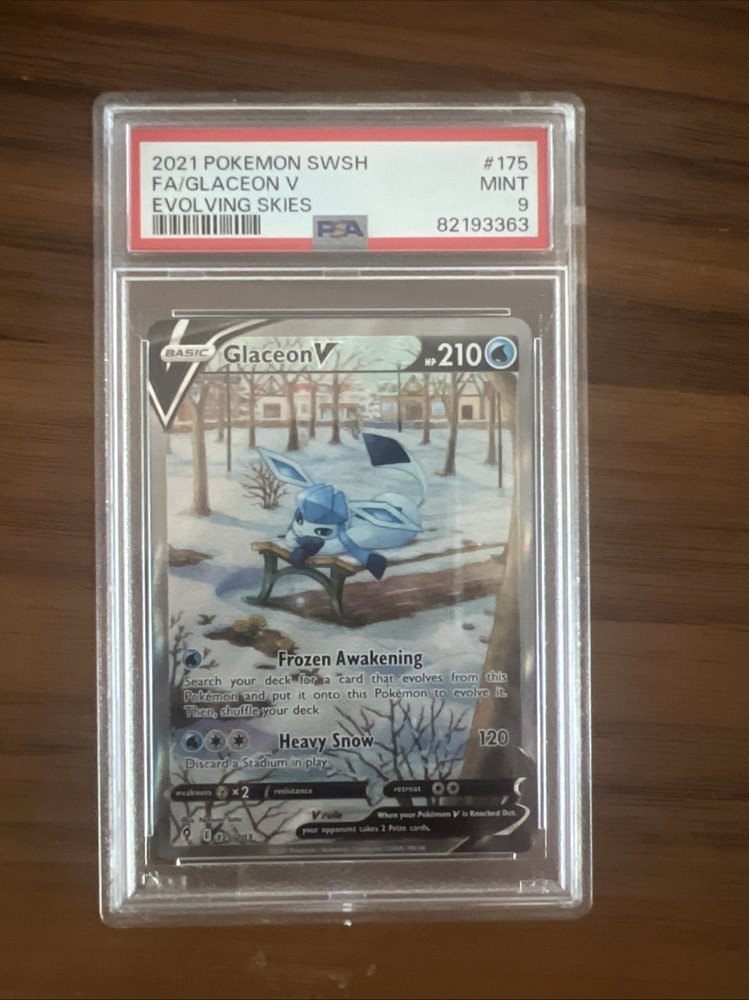 2021 POKEMON SWSH #175
FA/GLACEON V MINT
EVOLVING SKIES 9
PSA 82193363
BASIC Glaceon V HP 210
Frozen Awakening
Search your deck for a card that evolves from this
Pokémon and put it onto this Pokémon to evolve it.
Then, shuffle your deck.
Heavy Snow 120
Discard a Stadium in play.
weakness ×2 resistance retreat
V rule When your Pokémon V is Knocked Out,
your opponent takes 2 Prize cards.
E